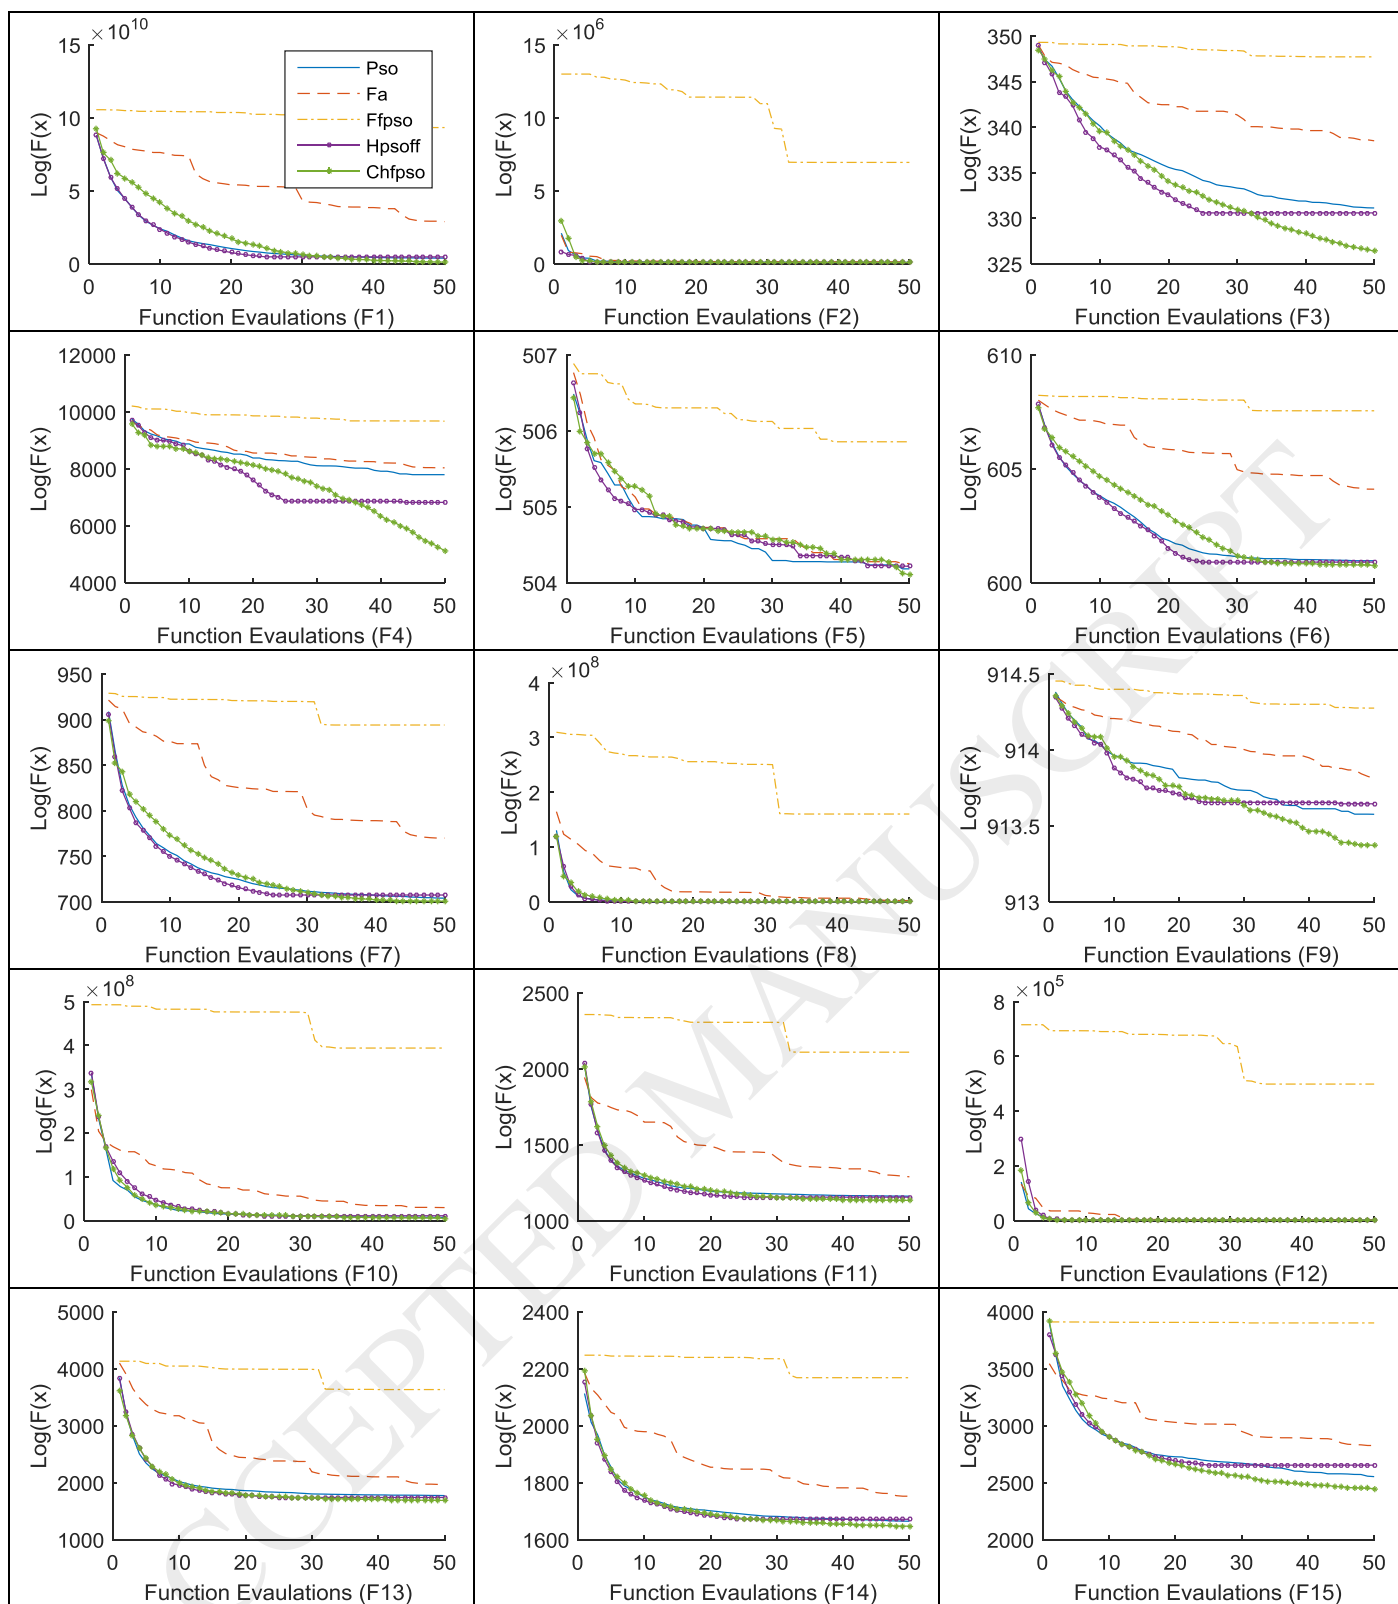 ×10^10
15
10
5
0
Log(F(x)
0 10 20 30 40 50
Function Evaulations (F1)
Pso
Fa
Ffpso
Hpsoff
Chfpso
×10^6
15
10
5
0
Log(F(x)
0 10 20 30 40 50
Function Evaulations (F2)
350
345
340
335
330
325
Log(F(x)
0 10 20 30 40 50
Function Evaulations (F3)
12000
10000
8000
6000
4000
Log(F(x)
0 10 20 30 40 50
Function Evaulations (F4)
507
506
505
504
Log(F(x)
0 10 20 30 40 50
Function Evaulations (F5)
610
605
600
Log(F(x)
0 10 20 30 40 50
Function Evaulations (F6)
950
900
850
800
750
700
Log(F(x)
0 10 20 30 40 50
Function Evaulations (F7)
×10^8
4
3
2
1
0
Log(F(x)
0 10 20 30 40 50
Function Evaulations (F8)
914.5
914
913.5
913
Log(F(x)
0 10 20 30 40 50
Function Evaulations (F9)
×10^8
5
4
3
2
1
0
Log(F(x)
0 10 20 30 40 50
Function Evaulations (F10)
2500
2000
1500
1000
Log(F(x)
0 10 20 30 40 50
Function Evaulations (F11)
×10^5
8
6
4
2
0
Log(F(x)
0 10 20 30 40 50
Function Evaulations (F12)
5000
4000
3000
2000
1000
Log(F(x)
0 10 20 30 40 50
Function Evaulations (F13)
2400
2200
2000
1800
1600
Log(F(x)
0 10 20 30 40 50
Function Evaulations (F14)
4000
3500
3000
2500
2000
Log(F(x)
0 10 20 30 40 50
Function Evaulations (F15)
CCEPTED MANUSCRIPT